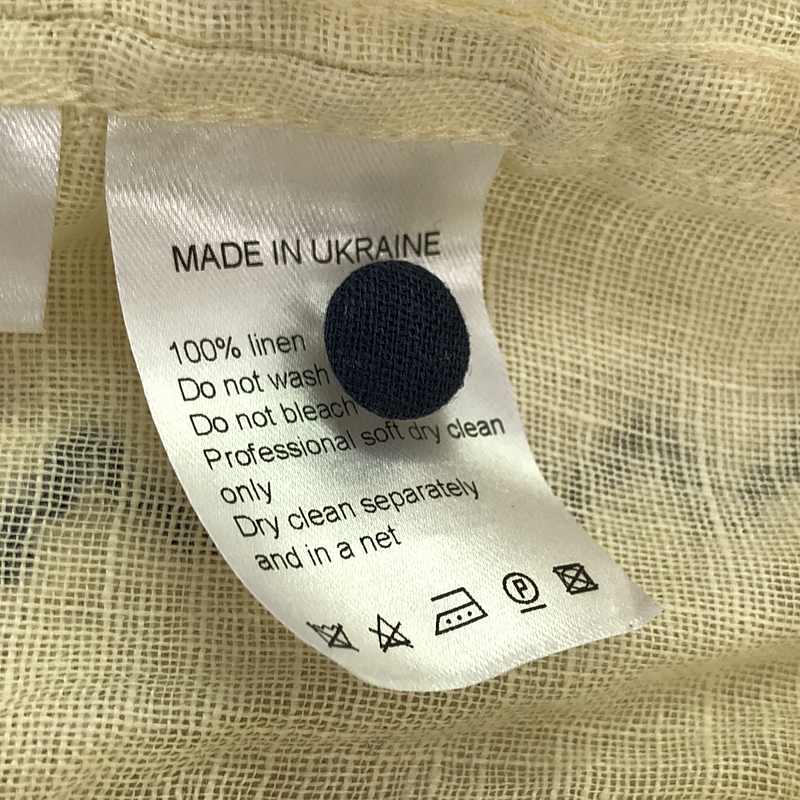 MADE IN UKRAINE
100% linen
Do not wash
Do not bleach
Professional soft dry clean
only
Dry clean separately
and in a net
P